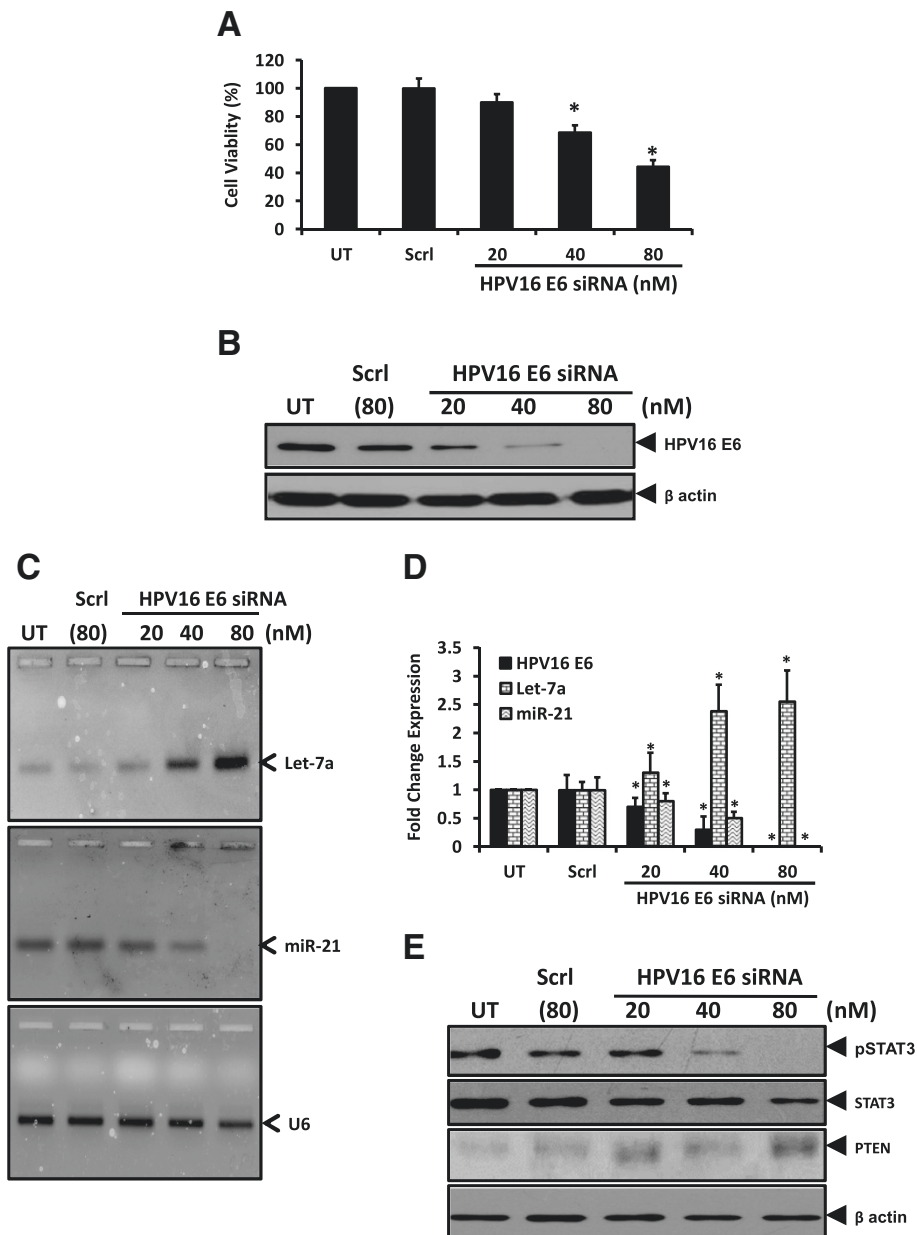 A
120
100
80
60
40
20
0
Cell Viablity (%)
*
*
UT Scrl 20 40 80
HPV16 E6 siRNA (nM)
B
Scrl HPV16 E6 siRNA
UT (80) 20 40 80 (nM)
HPV16 E6
β actin
C
Scrl HPV16 E6 siRNA
UT (80) 20 40 80 (nM)
Let-7a
miR-21
U6
D
3.5
3
2.5
2
1.5
1
0.5
0
Fold Change Expression
HPV16 E6
Let-7a
miR-21
* * *
* * *
* * *
UT Scrl 20 40 80
HPV16 E6 siRNA (nM)
E
Scrl HPV16 E6 siRNA
UT (80) 20 40 80 (nM)
pSTAT3
STAT3
PTEN
β actin